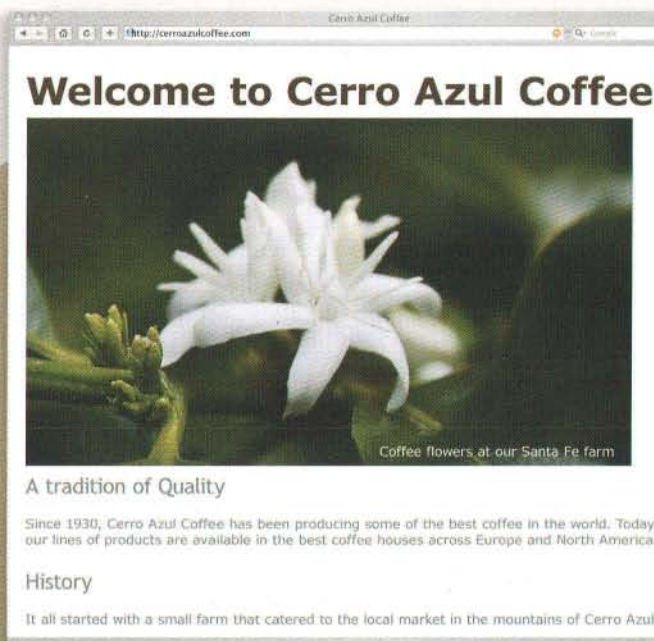 Cerro Azul Coffee
http://cerroazulcoffee.com
Google
Welcome to Cerro Azul Coffee
Coffee flowers at our Santa Fe farm
A tradition of Quality
Since 1930, Cerro Azul Coffee has been producing some of the best coffee in the world. Today
our lines of products are available in the best coffee houses across Europe and North America
History
It all started with a small farm that catered to the local market in the mountains of Cerro Azul